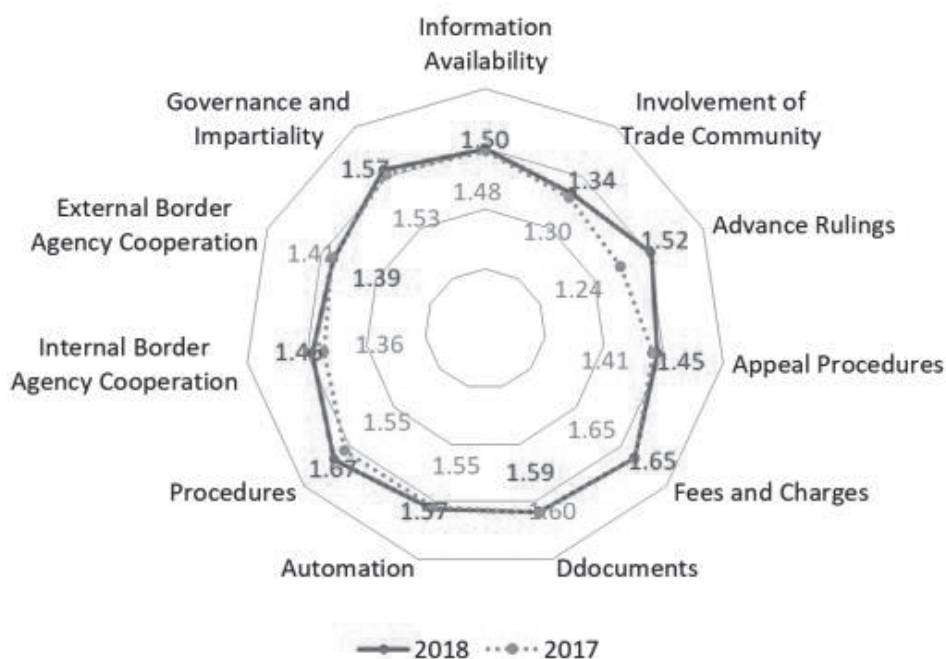 Information
Availability
Governance and
Impartiality
Involvement of
Trade Community
1.57
1.50
1.34
External Border
Agency Cooperation
1.53
1.48
1.30
Advance Rulings
1.52
1.41
1.39
1.24
Internal Border
Agency Cooperation
1.46
1.36
1.41
1.45
Appeal Procedures
1.55
1.65
Procedures
1.67
1.55
1.59
1.65
Fees and Charges
1.57
1.60
Automation
Ddocuments
2018
2017